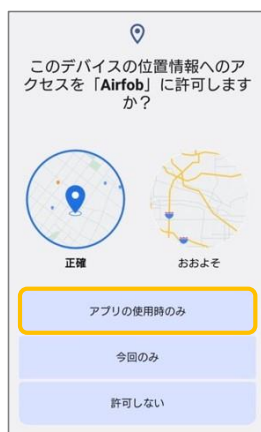 このデバイスの位置情報へのア
クセスを「Airfob」に許可します
か？
正確
おおよそ
アプリの使用時のみ
今回のみ
許可しない